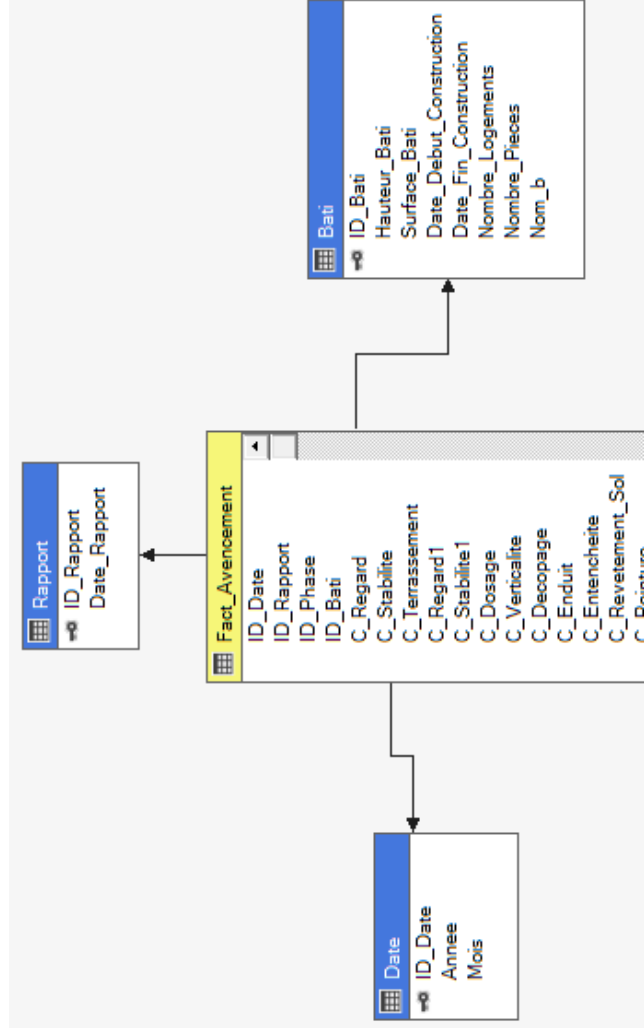 Rapport
ID_Rapport
Date_Rapport
Date
ID_Date
Annee
Mois
Fact_Avencement
ID_Date
ID_Rapport
ID_Phase
ID_Bati
C_Regard
C_Stabilite
C_Terrassement
C_Regard1
C_Stabilite1
C_Dosage
C_Verticalite
C_Decopage
C_Enduit
C_Entencheite
C_Revetement_Sol
Bati
ID_Bati
Hauteur_Bati
Surface_Bati
Date_Debut_Construction
Date_Fin_Construction
Nombre_Logements
Nombre_Pieces
Nom_b